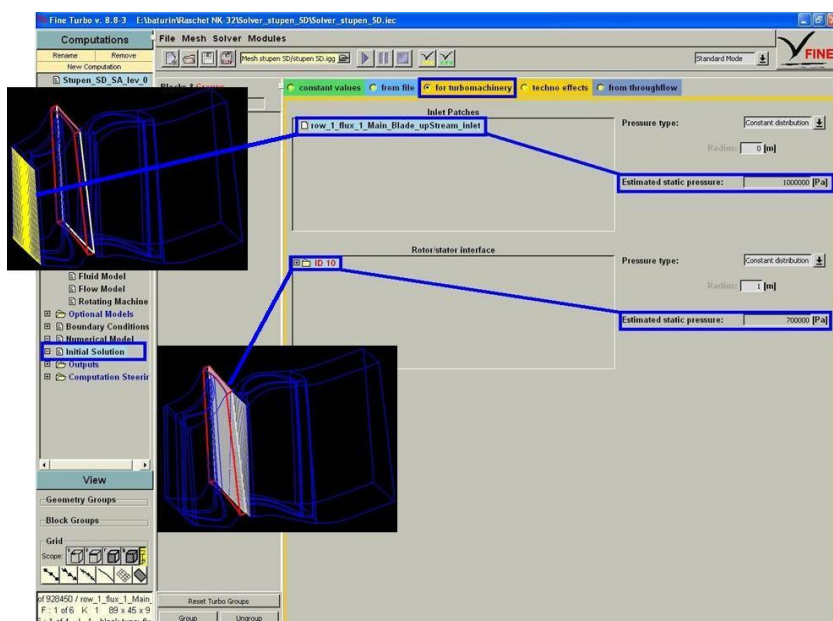 Fine Turbo v. 8.8-3 E:\baturin\Raschet NK-32\Solver_stupen_SD\Solver_stupen_SD.iec
Computations
File Mesh Solver Modules
Rename Remove
New Computation
Mesh stupen SD/stupen SD.igg
Standard Mode
FINE
Stupen_SD_SA_lev_0
Blocks & Groups
constant values
from file
for turbomachinery
techno effects
from throughflow
Inlet Patches
row_1_flux_1_Main_Blade_upStream_inlet
Pressure type: Constant distribution
Radius: 0 [m]
Estimated static pressure: 1000000 [Pa]
Rotor/stator interface
ID 10
Pressure type: Constant distribution
Radius: 1 [m]
Estimated static pressure: 700000 [Pa]
Fluid Model
Flow Model
Rotating Machine
Optional Models
Boundary Conditions
Numerical Model
Initial Solution
Outputs
Computation Steerin
View
Geometry Groups
Block Groups
Grid
Scope:
of 928450 / row_1_flux_1_Main_
F : 1 of 6 K 1 89 x 45 x 9
Reset Turbo Groups
Group Ungroup